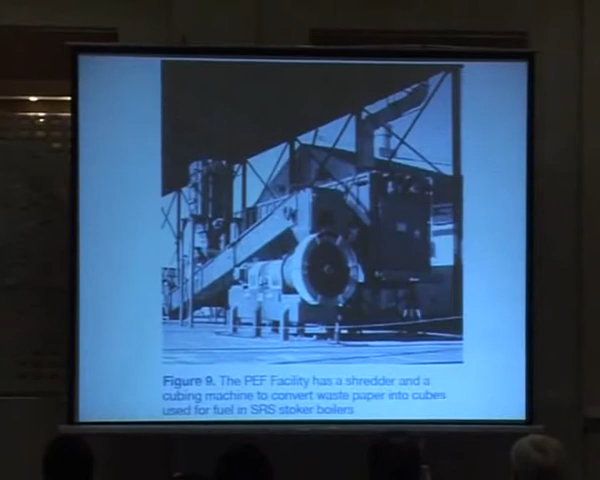 Figure 9. The PEF Facility has a shredder and a
cubing machine to convert waste paper into cubes
used for fuel in SRS stoker boilers